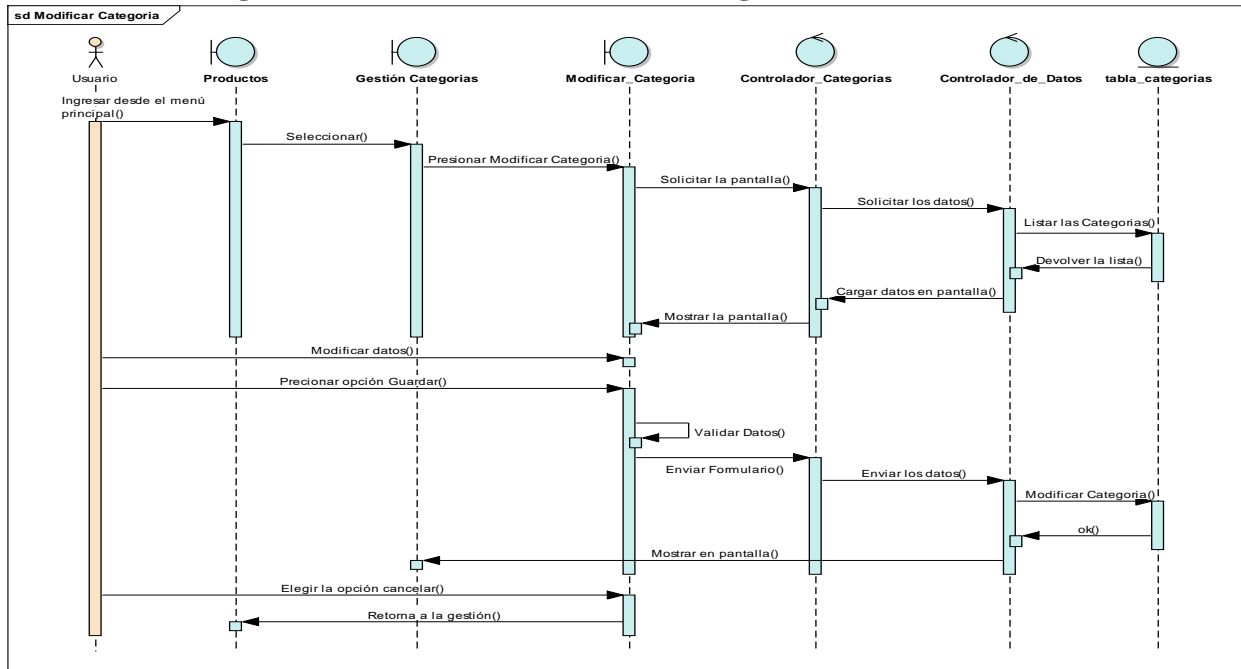 sd Modificar Categoria
Usuario
Productos
Gestión Categorias
Modificar_Categoria
Controlador_Categorias
Controlador_de_Datos
tabla_categorias
Ingresar desde el menú
principal()
Seleccionar()
Presionar Modificar Categoria()
Solicitar la pantalla()
Solicitar los datos()
Listar las Categorias()
Devolver la lista()
Cargar datos en pantalla()
Mostrar la pantalla()
Modificar datos()
Precionar opción Guardar()
Validar Datos()
Enviar Formulario()
Enviar los datos()
Modificar Categoria()
ok()
Mostrar en pantalla()
Elegir la opción cancelar()
Retorna a la gestión()